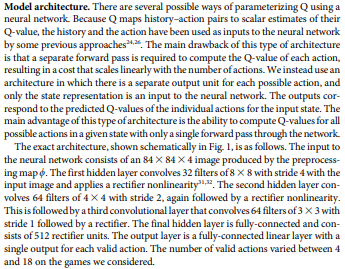 Model architecture. There are several possible ways of parameterizing Q using a
neural network. Because Q maps history–action pairs to scalar estimates of their
Q-value, the history and the action have been used as inputs to the neural network
by some previous approaches24,26. The main drawback of this type of architecture
is that a separate forward pass is required to compute the Q-value of each action,
resulting in a cost that scales linearly with the number of actions. We instead use an
architecture in which there is a separate output unit for each possible action, and
only the state representation is an input to the neural network. The outputs cor-
respond to the predicted Q-values of the individual actions for the input state. The
main advantage of this type of architecture is the ability to compute Q-values for all
possible actions in a given state with only a single forward pass through the network.
The exact architecture, shown schematically in Fig. 1, is as follows. The input to
the neural network consists of an 84 × 84 × 4 image produced by the preprocess-
ing map ϕ. The first hidden layer convolves 32 filters of 8 × 8 with stride 4 with the
input image and applies a rectifier nonlinearity31,32. The second hidden layer con-
volves 64 filters of 4 × 4 with stride 2, again followed by a rectifier nonlinearity.
This is followed by a third convolutional layer that convolves 64 filters of 3 × 3 with
stride 1 followed by a rectifier. The final hidden layer is fully-connected and con-
sists of 512 rectifier units. The output layer is a fully-connected linear layer with a
single output for each valid action. The number of valid actions varied between 4
and 18 on the games we considered.